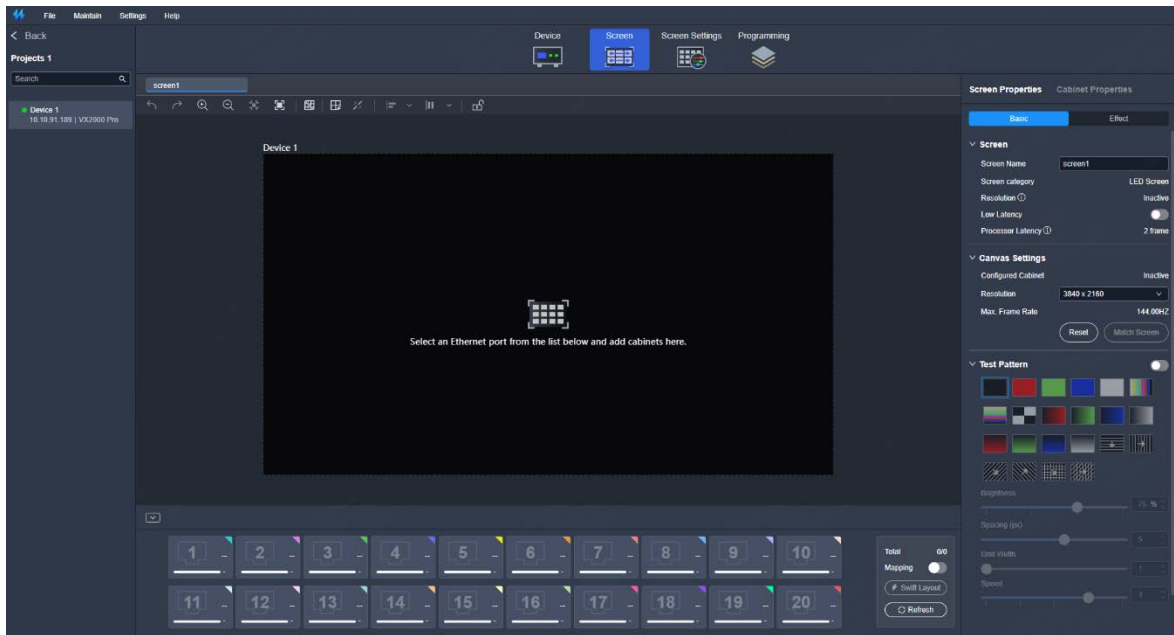 File Maintain Settings Help
Back
Projects 1
Search
Device 1
10.10.91.189 | VX2000 Pro
Device Screen Screen Settings Programming
screen1
Device 1
Select an Ethernet port from the list below and add cabinets here.
1 2 3 4 5 6 7 8 9 10
11 12 13 14 15 16 17 18 19 20
Total 0/0
Mapping
Swift Layout
Refresh
Screen Properties Cabinet Properties
Basic Effect
Screen
Screen Name screen1
Screen category LED Screen
Resolution Inactive
Low Latency
Processor Latency 2 frame
Canvas Settings
Configured Cabinet Inactive
Resolution 3840 x 2160
Max. Frame Rate 144.00HZ
Reset Match Screen
Test Pattern
Brightness 75 %
Spacing (px) 5
Grid Width 1
Speed